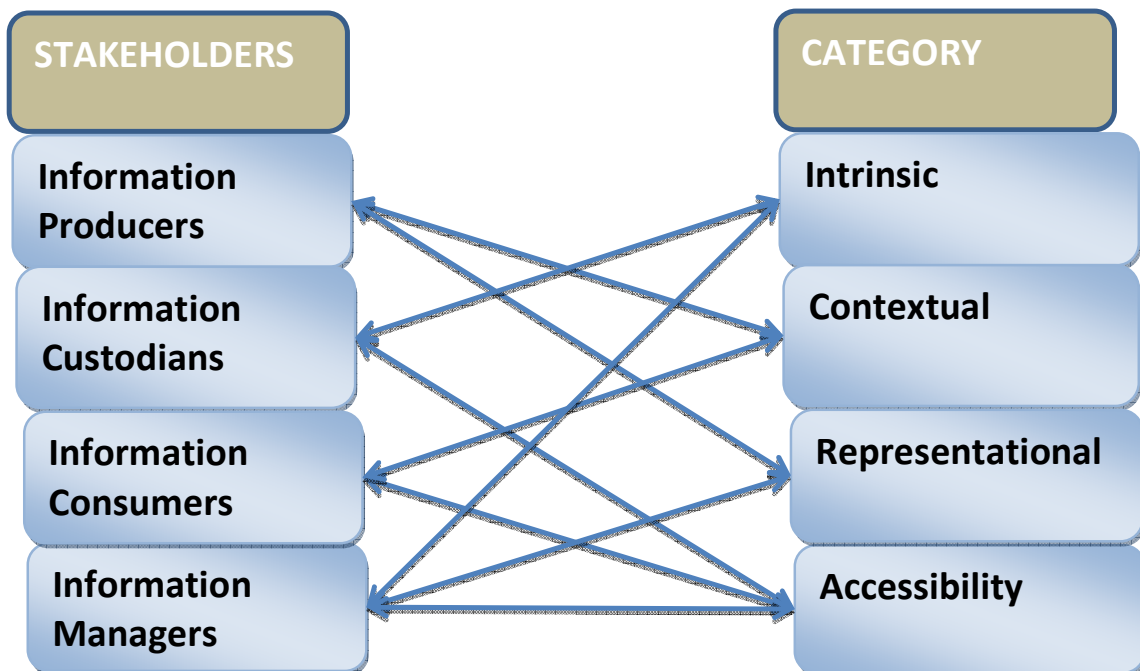 STAKEHOLDERS
Information
Producers
Information
Custodians
Information
Consumers
Information
Managers
CATEGORY
Intrinsic
Contextual
Representational
Accessibility